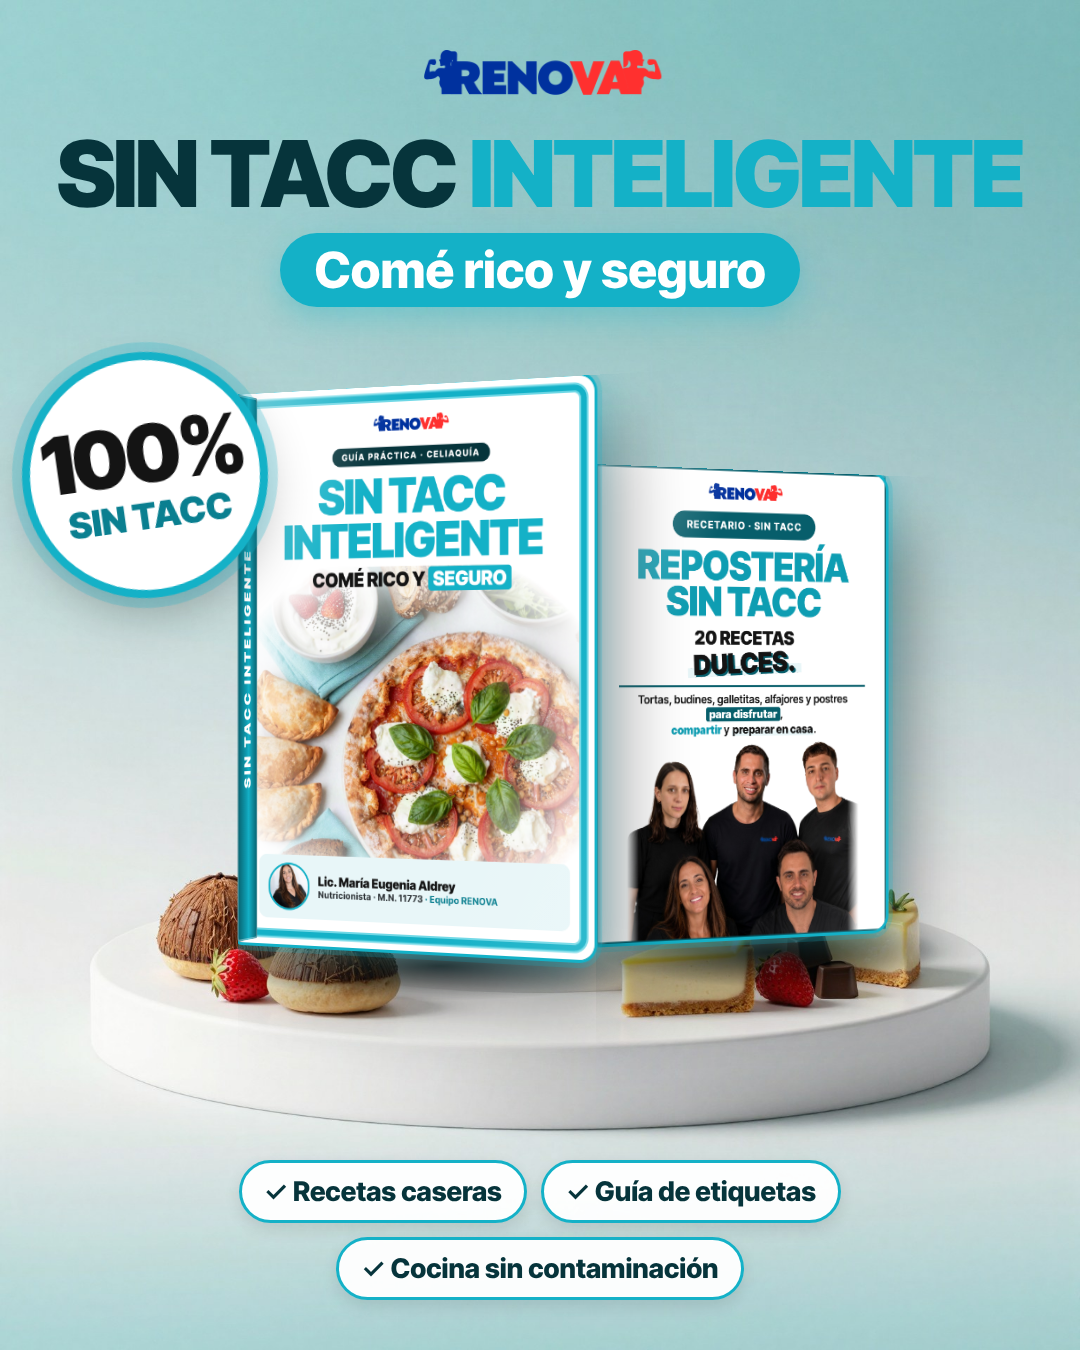 RENOVA
SIN TACC INTELIGENTE
Comé rico y seguro
100%
SIN TACC
SIN TACC INTELIGENTE
RENOVA
GUÍA PRÁCTICA · CELIAQUÍA
SIN TACC
INTELIGENTE
COMÉ RICO Y SEGURO
Lic. María Eugenia Aldrey
Nutricionista · M.N. 11773 · Equipo RENOVA
RENOVA
RECETARIO · SIN TACC
REPOSTERÍA
SIN TACC
20 RECETAS
DULCES.
Tortas, budines, galletitas, alfajores y postres
para disfrutar,
compartir y preparar en casa.
RENOVA
RENOVA
✓ Recetas caseras
✓ Guía de etiquetas
✓ Cocina sin contaminación